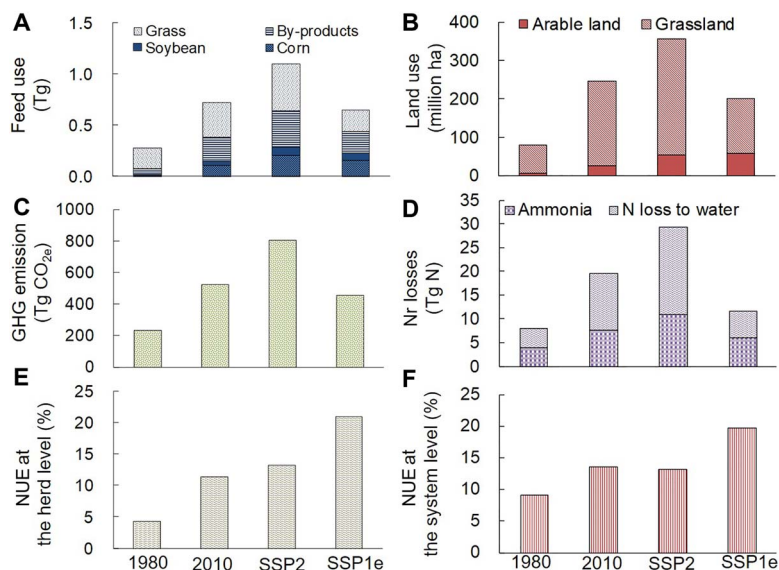 A
Feed use
(Tg)
1.5
1.0
0.5
0.0
Grass
By-products
Soybean
Corn
B
Land use
(million ha)
400
300
200
100
0
Arable land
Grassland
C
GHG emission
(Tg CO2e)
1000
800
600
400
200
0
D
Nr losses
(Tg N)
35
30
25
20
15
10
5
0
Ammonia
N loss to water
E
NUE at
the herd level (%)
25
20
15
10
5
0
1980
2010
SSP2
SSP1e
F
NUE at
the system level (%)
25
20
15
10
5
0
1980
2010
SSP2
SSP1e